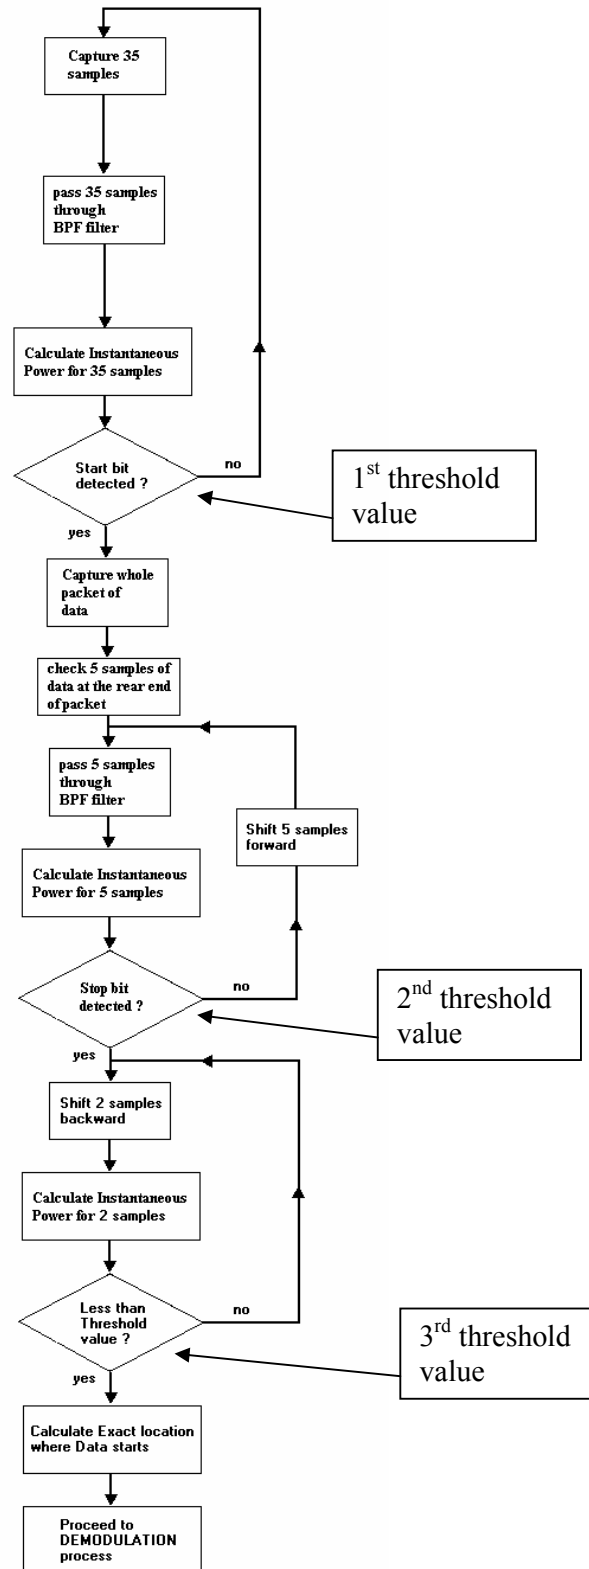 Capture 35
samples
pass 35 samples
through
BPF filter
Calculate Instantaneous
Power for 35 samples
Start bit
detected ?
no
1st threshold
value
yes
Capture whole
packet of
data
check 5 samples of
data at the rear end
of packet
pass 5 samples
through
BPF filter
Shift 5 samples
forward
Calculate Instantaneous
Power for 5 samples
Stop bit
detected ?
no
2nd threshold
value
yes
Shift 2 samples
backward
Calculate Instantaneous
Power for 2 samples
Less than
Threshold
value ?
no
3rd threshold
value
yes
Calculate Exact location
where Data starts
Proceed to
DEMODULATION
process